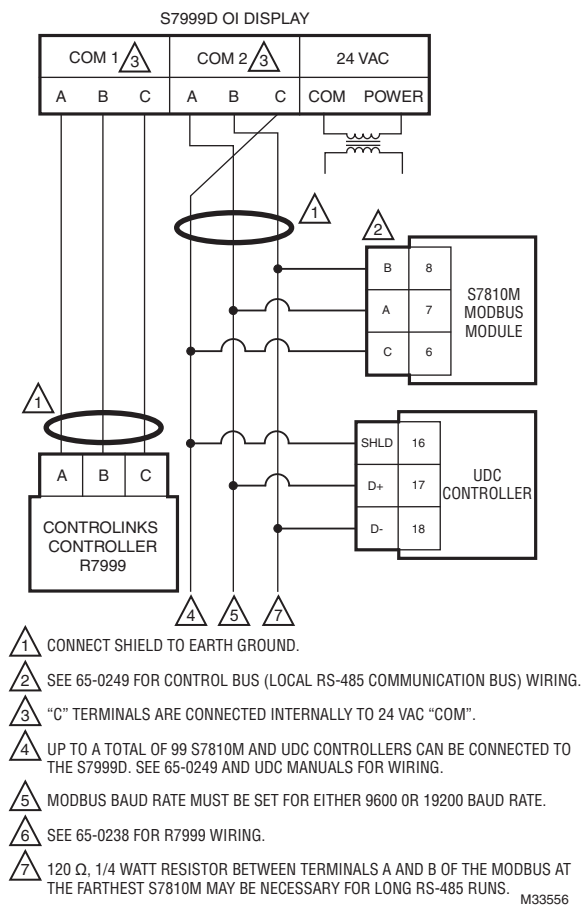 S7999D OI DISPLAY
COM 1 3 COM 2 3 24 VAC
A B C A B C COM POWER
1
2
B 8
A 7
C 6
S7810M
MODBUS
MODULE
1
A B C
CONTROLINKS
CONTROLLER
R7999
SHLD 16
D+ 17
D- 18
UDC
CONTROLLER
4 5 7
1 CONNECT SHIELD TO EARTH GROUND.
2 SEE 65-0249 FOR CONTROL BUS (LOCAL RS-485 COMMUNICATION BUS) WIRING.
3 “C” TERMINALS ARE CONNECTED INTERNALLY TO 24 VAC “COM”.
4 UP TO A TOTAL OF 99 S7810M AND UDC CONTROLLERS CAN BE CONNECTED TO
THE S7999D. SEE 65-0249 AND UDC MANUALS FOR WIRING.
5 MODBUS BAUD RATE MUST BE SET FOR EITHER 9600 0R 19200 BAUD RATE.
6 SEE 65-0238 FOR R7999 WIRING.
7 120 Ω, 1/4 WATT RESISTOR BETWEEN TERMINALS A AND B OF THE MODBUS AT
THE FARTHEST S7810M MAY BE NECESSARY FOR LONG RS-485 RUNS.
M33556